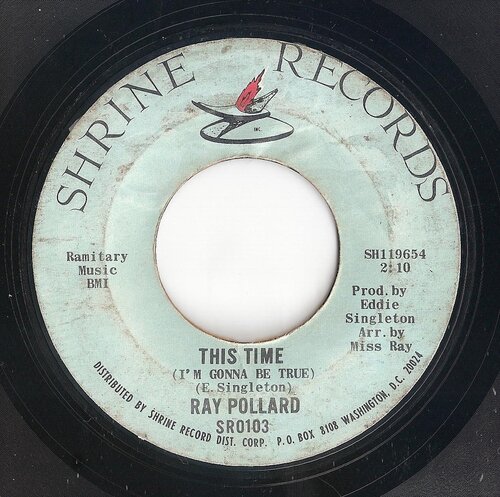 SHRINE RECORDS
INC.
Ramitary
Music
BMI
SH119654
2:10
Prod. by
Eddie
Singleton
Arr. by
Miss Ray
THIS TIME
(I'M GONNA BE TRUE)
(E. Singleton)
RAY POLLARD
SR0103
DISTRIBUTED BY SHRINE RECORD DIST. CORP. P.O. BOX 8108 WASHINGTON, D.C. 20024